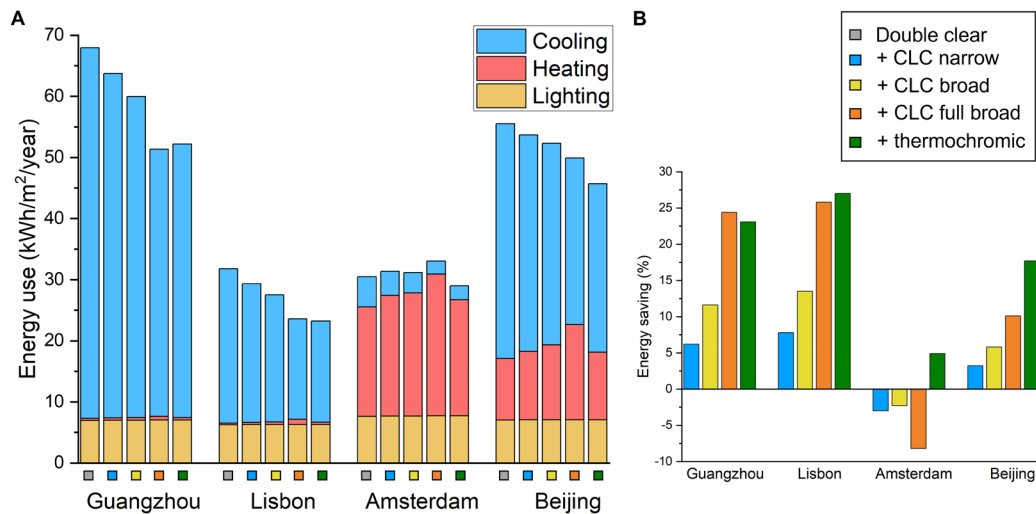 A
Energy use (kWh/m²/year)
70
60
50
40
30
20
10
0
Cooling
Heating
Lighting
Guangzhou Lisbon Amsterdam Beijing
B
Double clear
+ CLC narrow
+ CLC broad
+ CLC full broad
+ thermochromic
Energy saving (%)
30
25
20
15
10
5
0
-5
-10
Guangzhou Lisbon Amsterdam Beijing